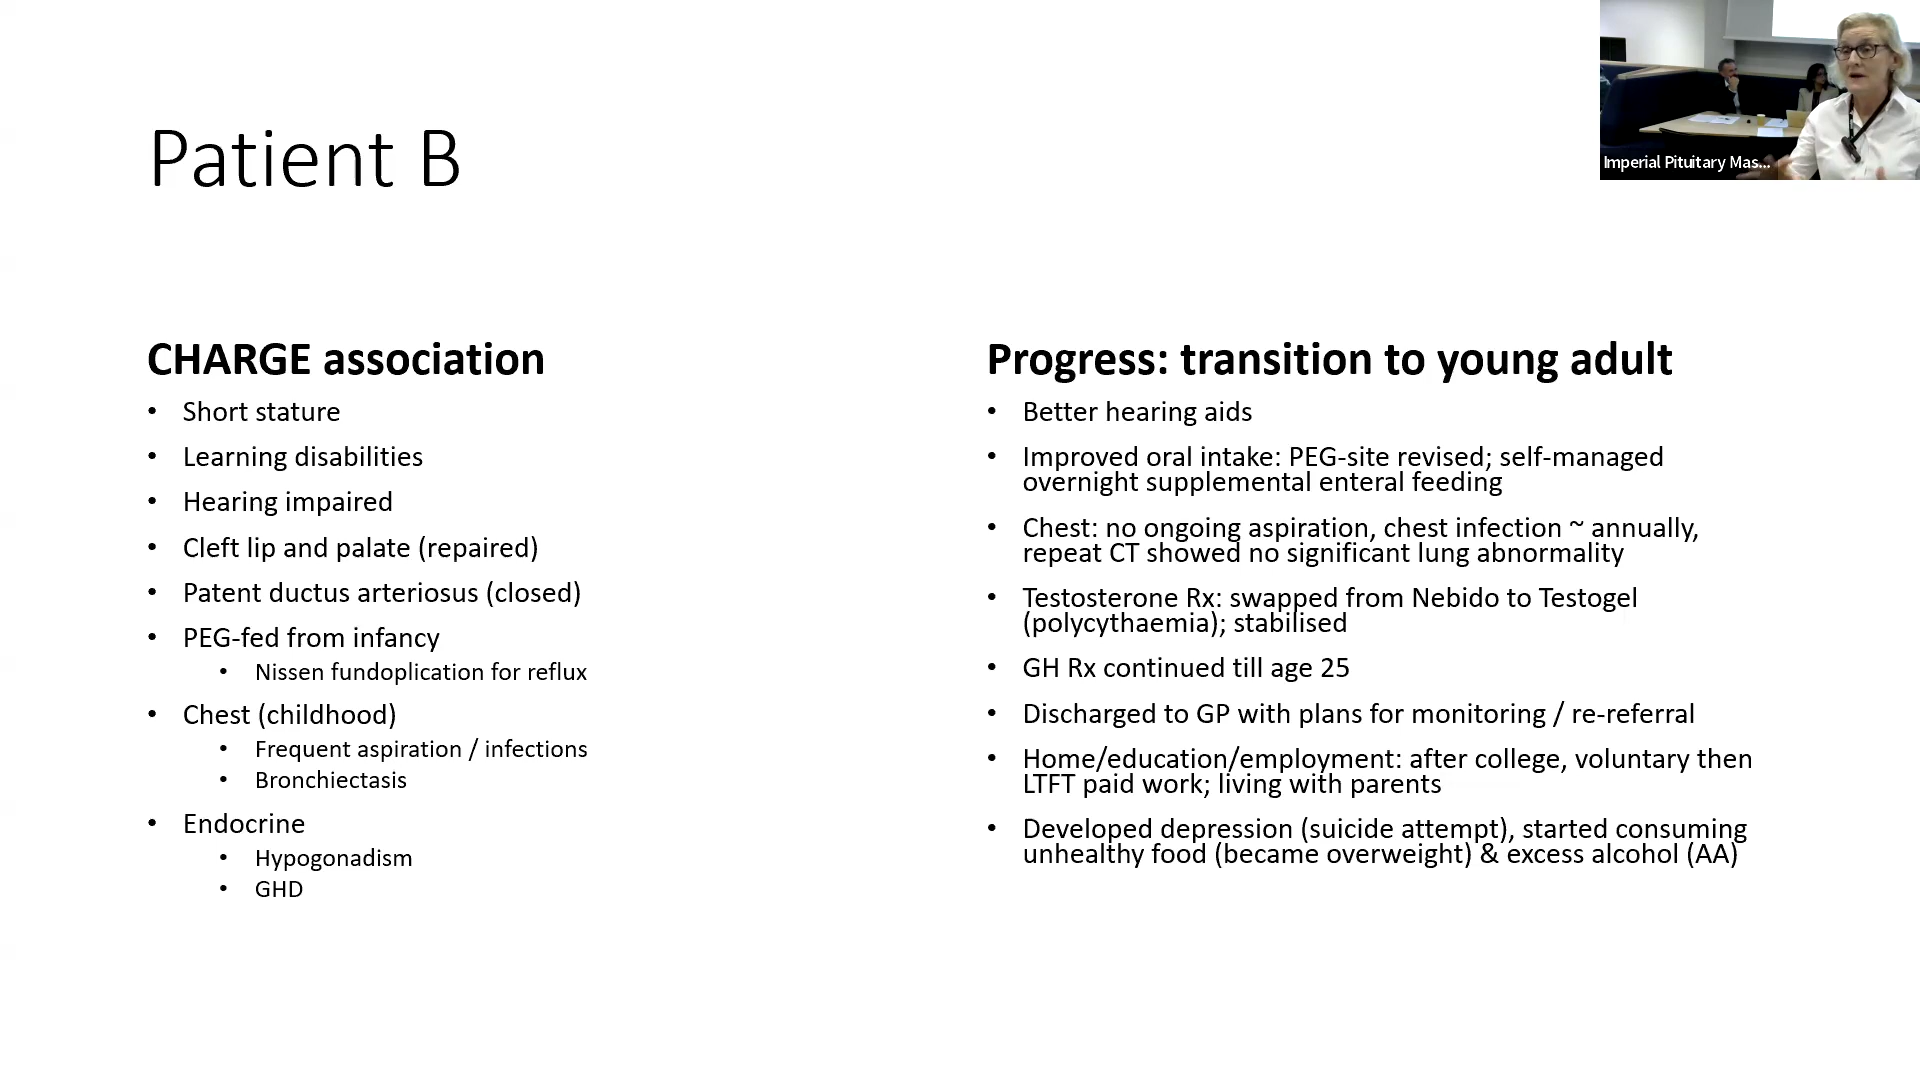 Patient B
Imperial Pituitary Mas...
CHARGE association
• Short stature
• Learning disabilities
• Hearing impaired
• Cleft lip and palate (repaired)
• Patent ductus arteriosus (closed)
• PEG-fed from infancy
• Nissen fundoplication for reflux
• Chest (childhood)
• Frequent aspiration / infections
• Bronchiectasis
• Endocrine
• Hypogonadism
• GHD
Progress: transition to young adult
• Better hearing aids
• Improved oral intake: PEG-site revised; self-managed
overnight supplemental enteral feeding
• Chest: no ongoing aspiration, chest infection ~ annually,
repeat CT showed no significant lung abnormality
• Testosterone Rx: swapped from Nebido to Testogel
(polycythaemia); stabilised
• GH Rx continued till age 25
• Discharged to GP with plans for monitoring / re-referral
• Home/education/employment: after college, voluntary then
LTFT paid work; living with parents
• Developed depression (suicide attempt), started consuming
unhealthy food (became overweight) & excess alcohol (AA)